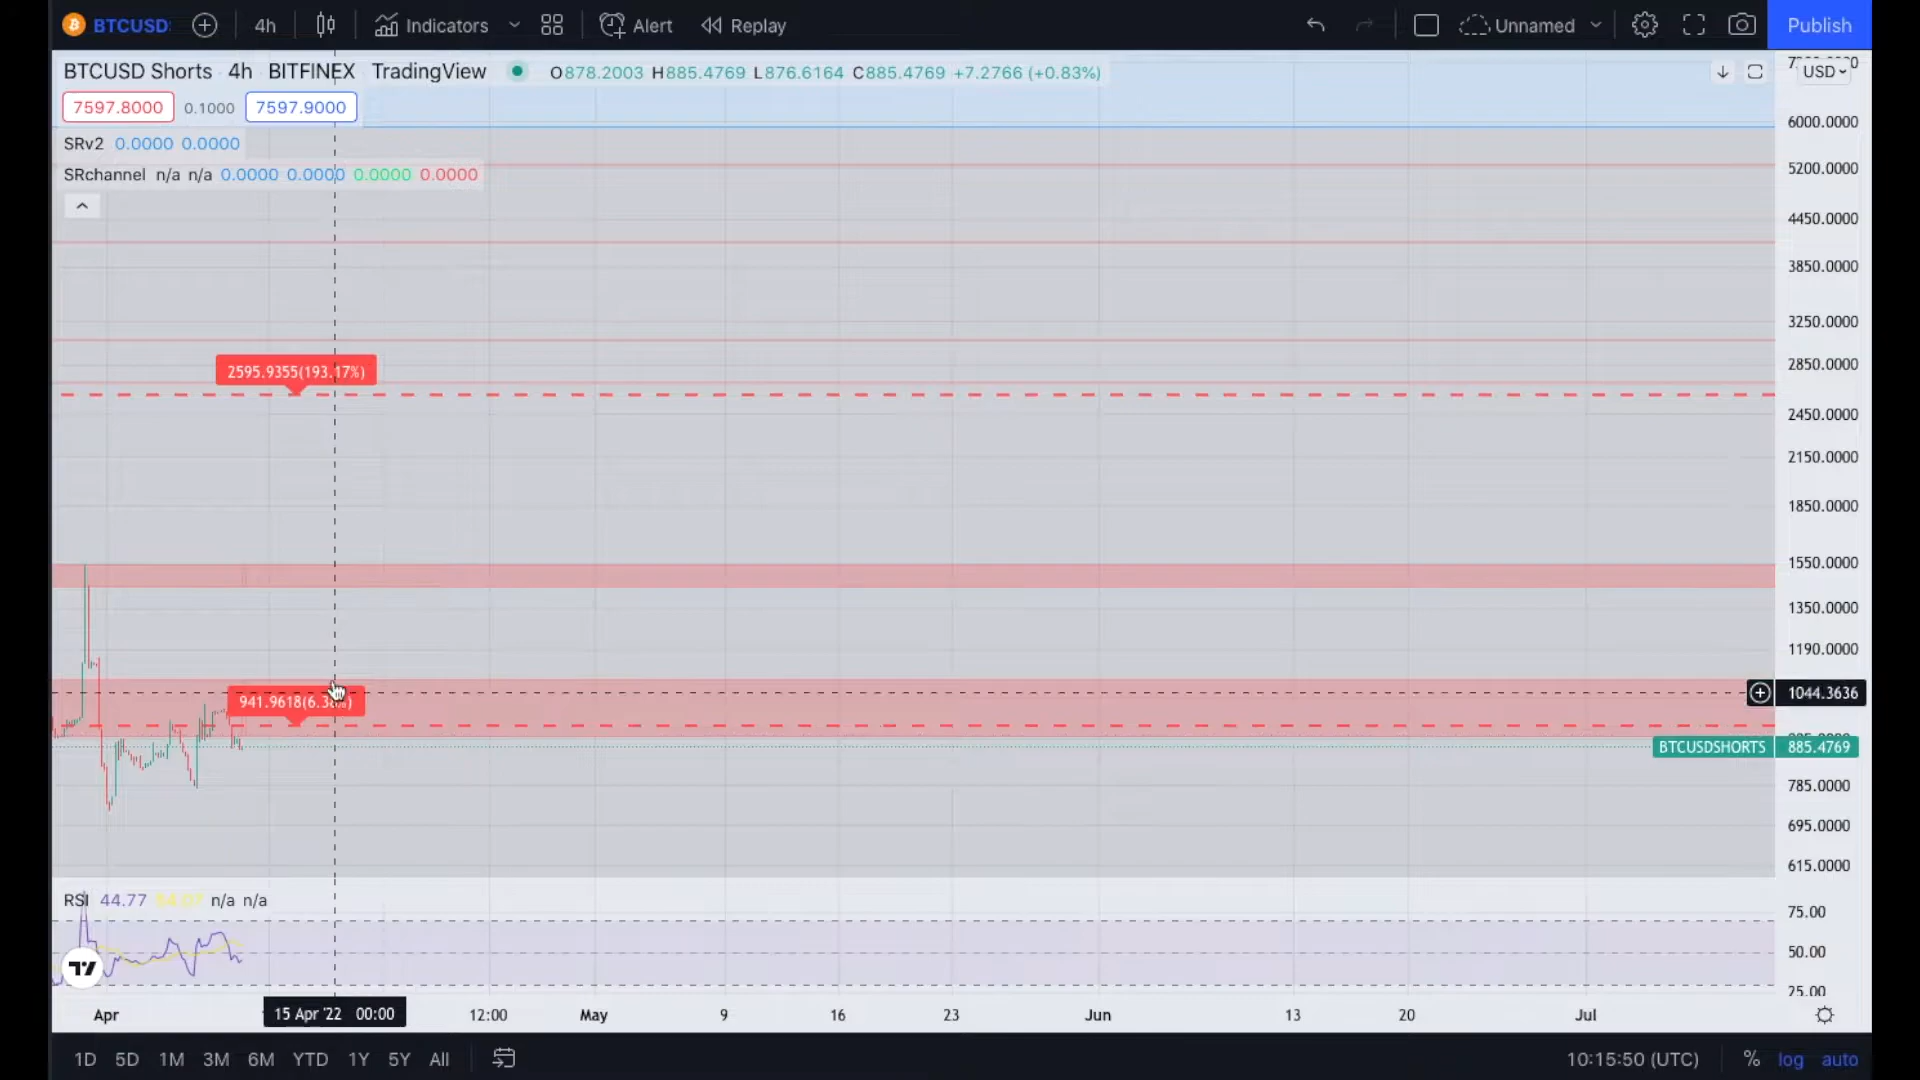 BTCUSD 4h Indicators Alert Replay Unnamed Publish
BTCUSD Shorts 4h BITFINEX TradingView O878.2003 H885.4769 L876.6164 C885.4769 +7.2766 (+0.83%) USD
7597.8000 0.1000 7597.9000
SRv2 0.0000 0.0000
SRchannel n/a n/a 0.0000 0.0000 0.0000 0.0000
6000.0000
5200.0000
4450.0000
3850.0000
3250.0000
2850.0000
2595.9355(193.17%)
2450.0000
2150.0000
1850.0000
1550.0000
1350.0000
1190.0000
1044.3636
BTCUSDSHORTS 885.4769
785.0000
695.0000
615.0000
RSI 44.77 n/a n/a
75.00
50.00
25.00
Apr 15 Apr '22 00:00 12:00 May 9 16 23 Jun 13 20 Jul
1D 5D 1M 3M 6M YTD 1Y 5Y All 10:15:50 (UTC) % log auto